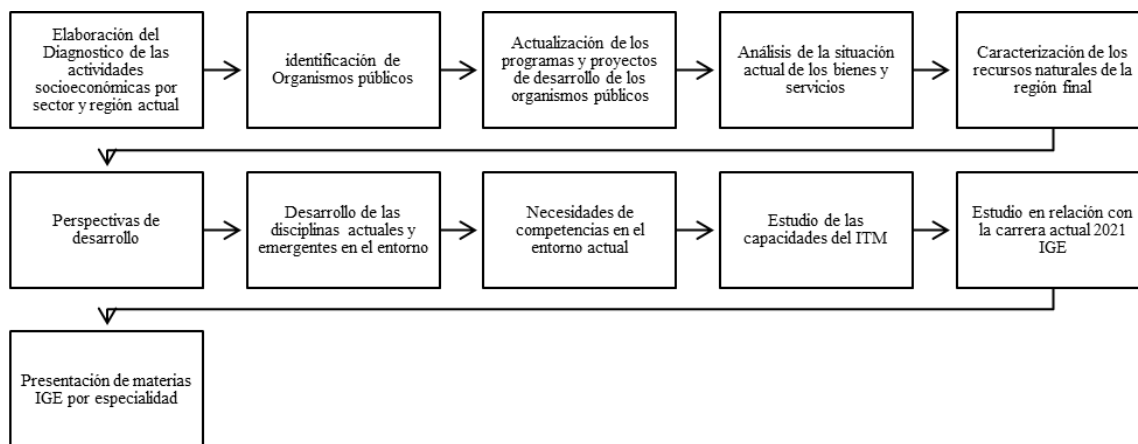 Elaboración del
Diagnostico de las
actividades
socioeconómicas por
sector y región actual
identificación de
Organismos públicos
Actualización de los
programas y proyectos
de desarrollo de los
organismos públicos
Análisis de la situación
actual de los bienes y
servicios
Caracterización de los
recursos naturales de la
región final
Perspectivas de
desarrollo
Desarrollo de las
disciplinas actuales y
emergentes en el entorno
Necesidades de
competencias en el
entorno actual
Estudio de las
capacidades del ITM
Estudio en relación con
la carrera actual 2021
IGE
Presentación de materias
IGE por especialidad